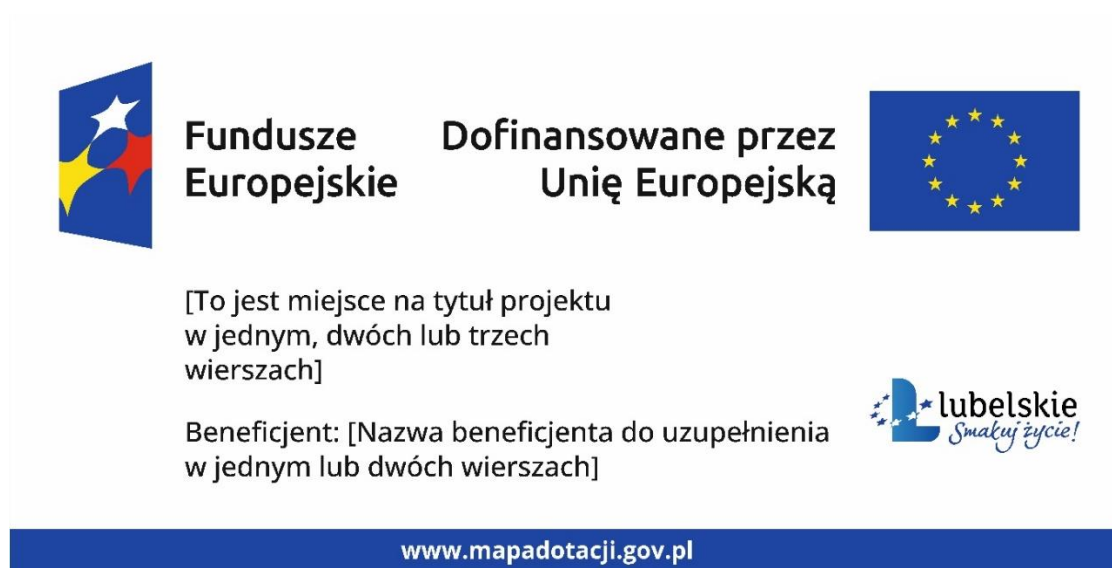 Fundusze
Europejskie
Dofinansowane przez
Unię Europejską
[To jest miejsce na tytuł projektu
w jednym, dwóch lub trzech
wierszach]
Beneficjent: [Nazwa beneficjenta do uzupełnienia
w jednym lub dwóch wierszach]
lubelskie
Smakuj życie!
www.mapadotacji.gov.pl